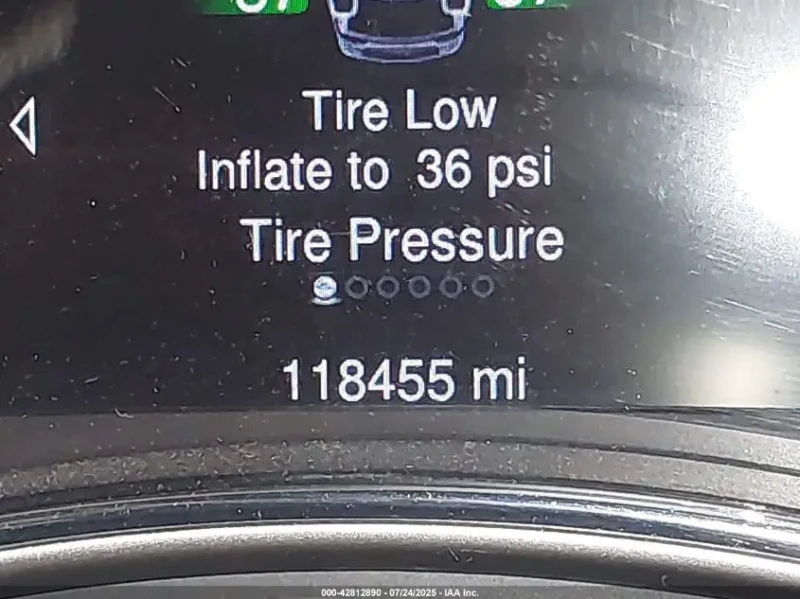 Tire Low
Inflate to 36 psi
Tire Pressure
118455 mi
000-42812890 - 07/24/2025 - IAA Inc.